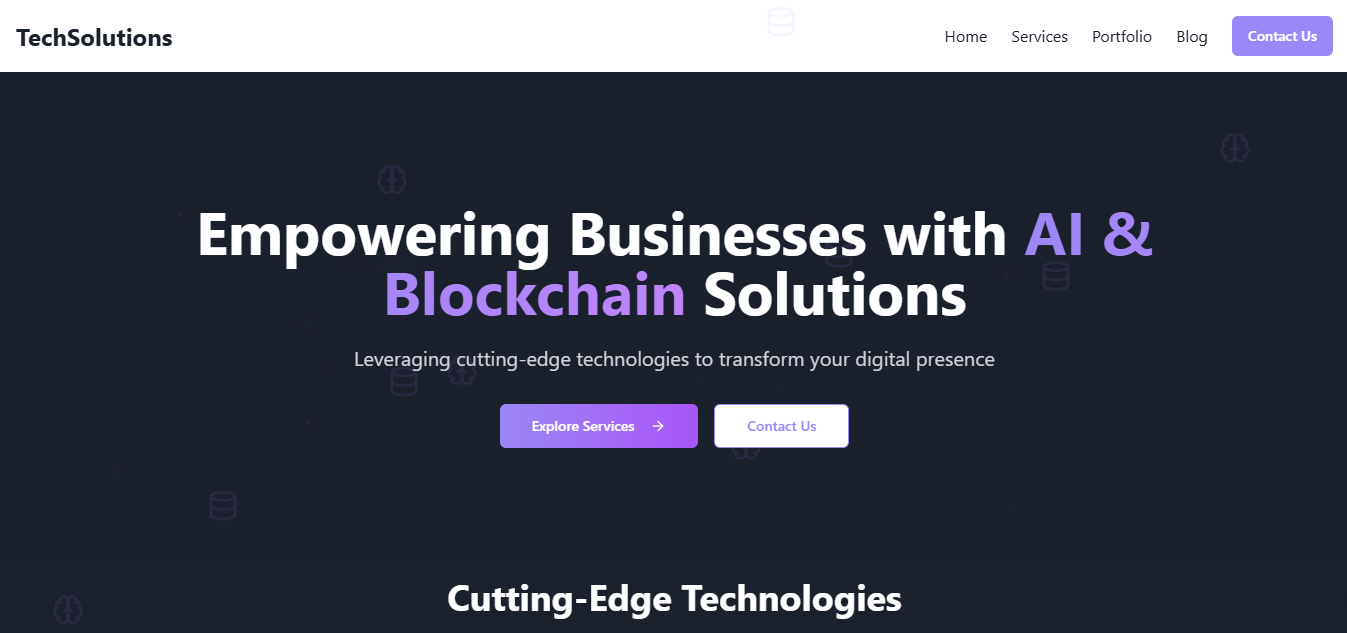 TechSolutions
Home
Services
Portfolio
Blog
Contact Us
Empowering Businesses with AI &
Blockchain Solutions
Leveraging cutting-edge technologies to transform your digital presence
Explore Services →
Contact Us
Cutting-Edge Technologies